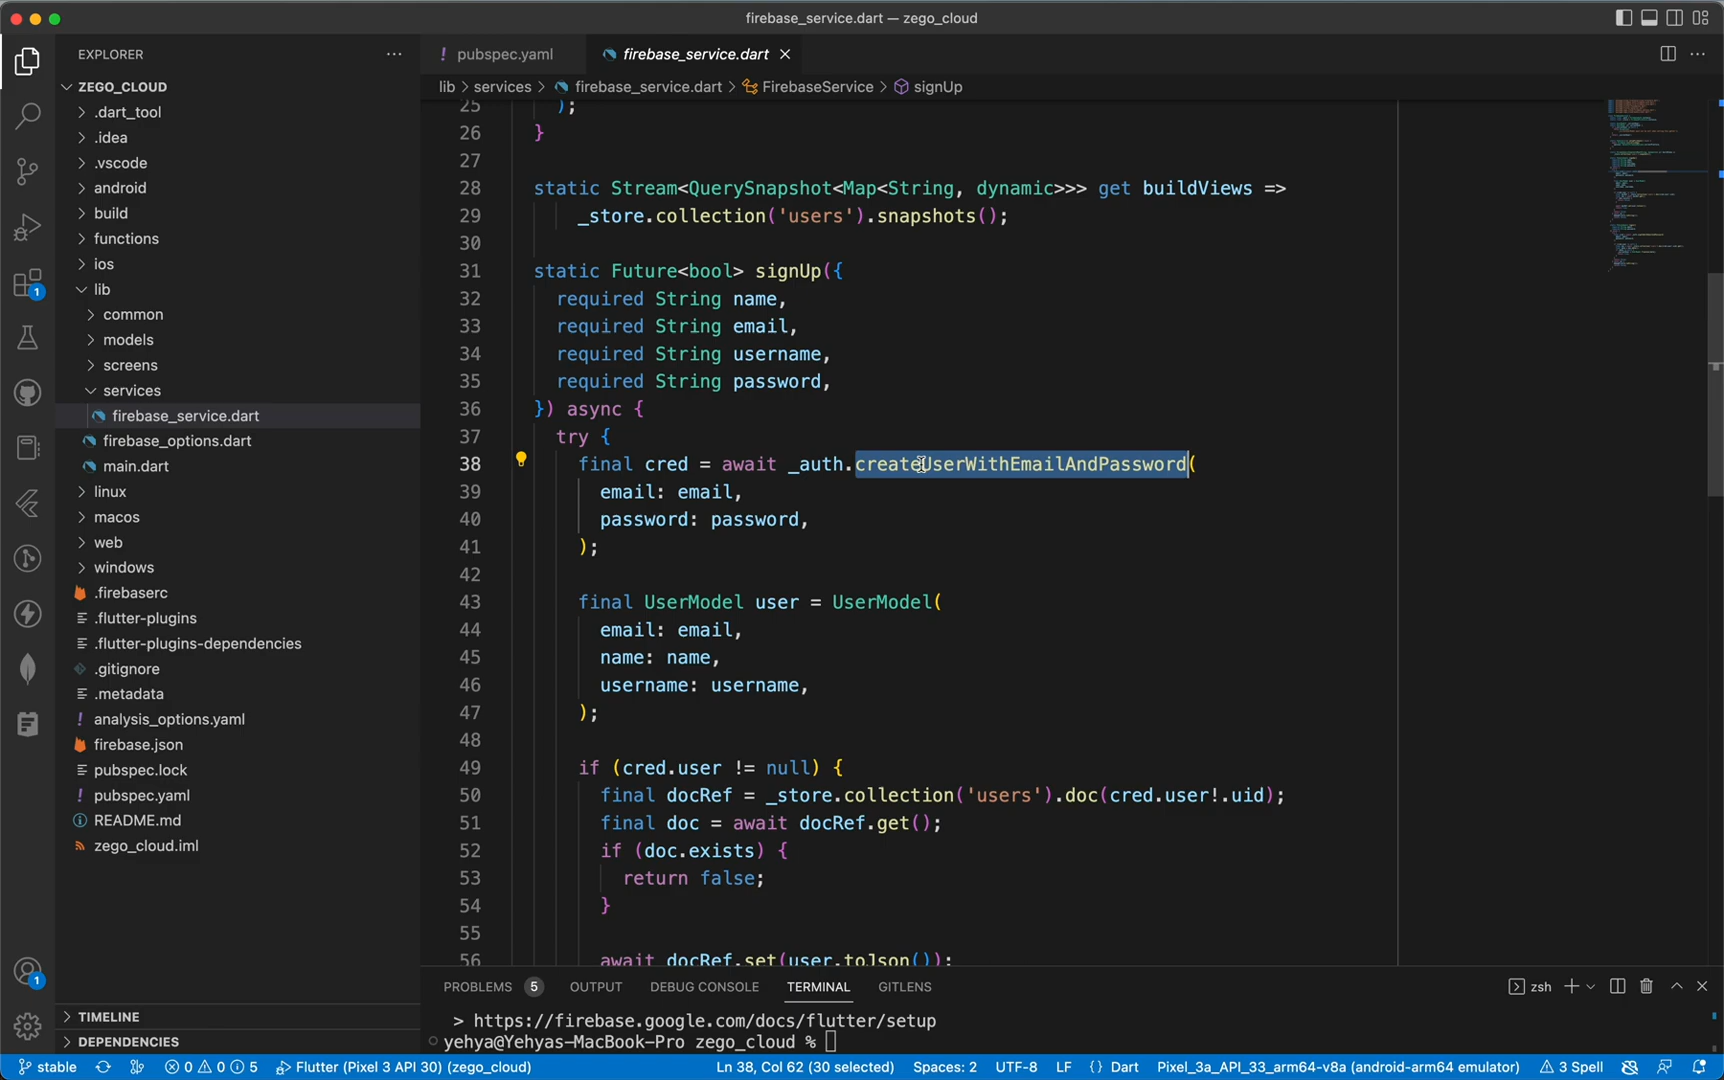 firebase_service.dart — zego_cloud
EXPLORER
ZEGO_CLOUD
.dart_tool
.idea
.vscode
android
build
functions
ios
lib
common
models
screens
services
firebase_service.dart
firebase_options.dart
main.dart
linux
macos
web
windows
.firebaserc
.flutter-plugins
.flutter-plugins-dependencies
.gitignore
.metadata
analysis_options.yaml
firebase.json
pubspec.lock
pubspec.yaml
README.md
zego_cloud.iml
TIMELINE
DEPENDENCIES
1
1
! pubspec.yaml
firebase_service.dart
lib > services > firebase_service.dart > FirebaseService > signUp
25 );
26 }
27
28 static Stream<QuerySnapshot<Map<String, dynamic>>> get buildViews =>
29 _store.collection('users').snapshots();
30
31 static Future<bool> signUp({
32 required String name,
33 required String email,
34 required String username,
35 required String password,
36 }) async {
37 try {
38 final cred = await _auth.createUserWithEmailAndPassword(
39 email: email,
40 password: password,
41 );
42
43 final UserModel user = UserModel(
44 email: email,
45 name: name,
46 username: username,
47 );
48
49 if (cred.user != null) {
50 final docRef = _store.collection('users').doc(cred.user!.uid);
51 final doc = await docRef.get();
52 if (doc.exists) {
53 return false;
54 }
55
56 await docRef.set(user.toJson());
PROBLEMS 5 OUTPUT DEBUG CONSOLE TERMINAL GITLENS zsh
> https://firebase.google.com/docs/flutter/setup
yehya@Yehyas-MacBook-Pro zego_cloud %
stable 0 0 5 Flutter (Pixel 3 API 30) (zego_cloud) Ln 38, Col 62 (30 selected) Spaces: 2 UTF-8 LF {} Dart Pixel_3a_API_33_arm64-v8a (android-arm64 emulator) 3 Spell